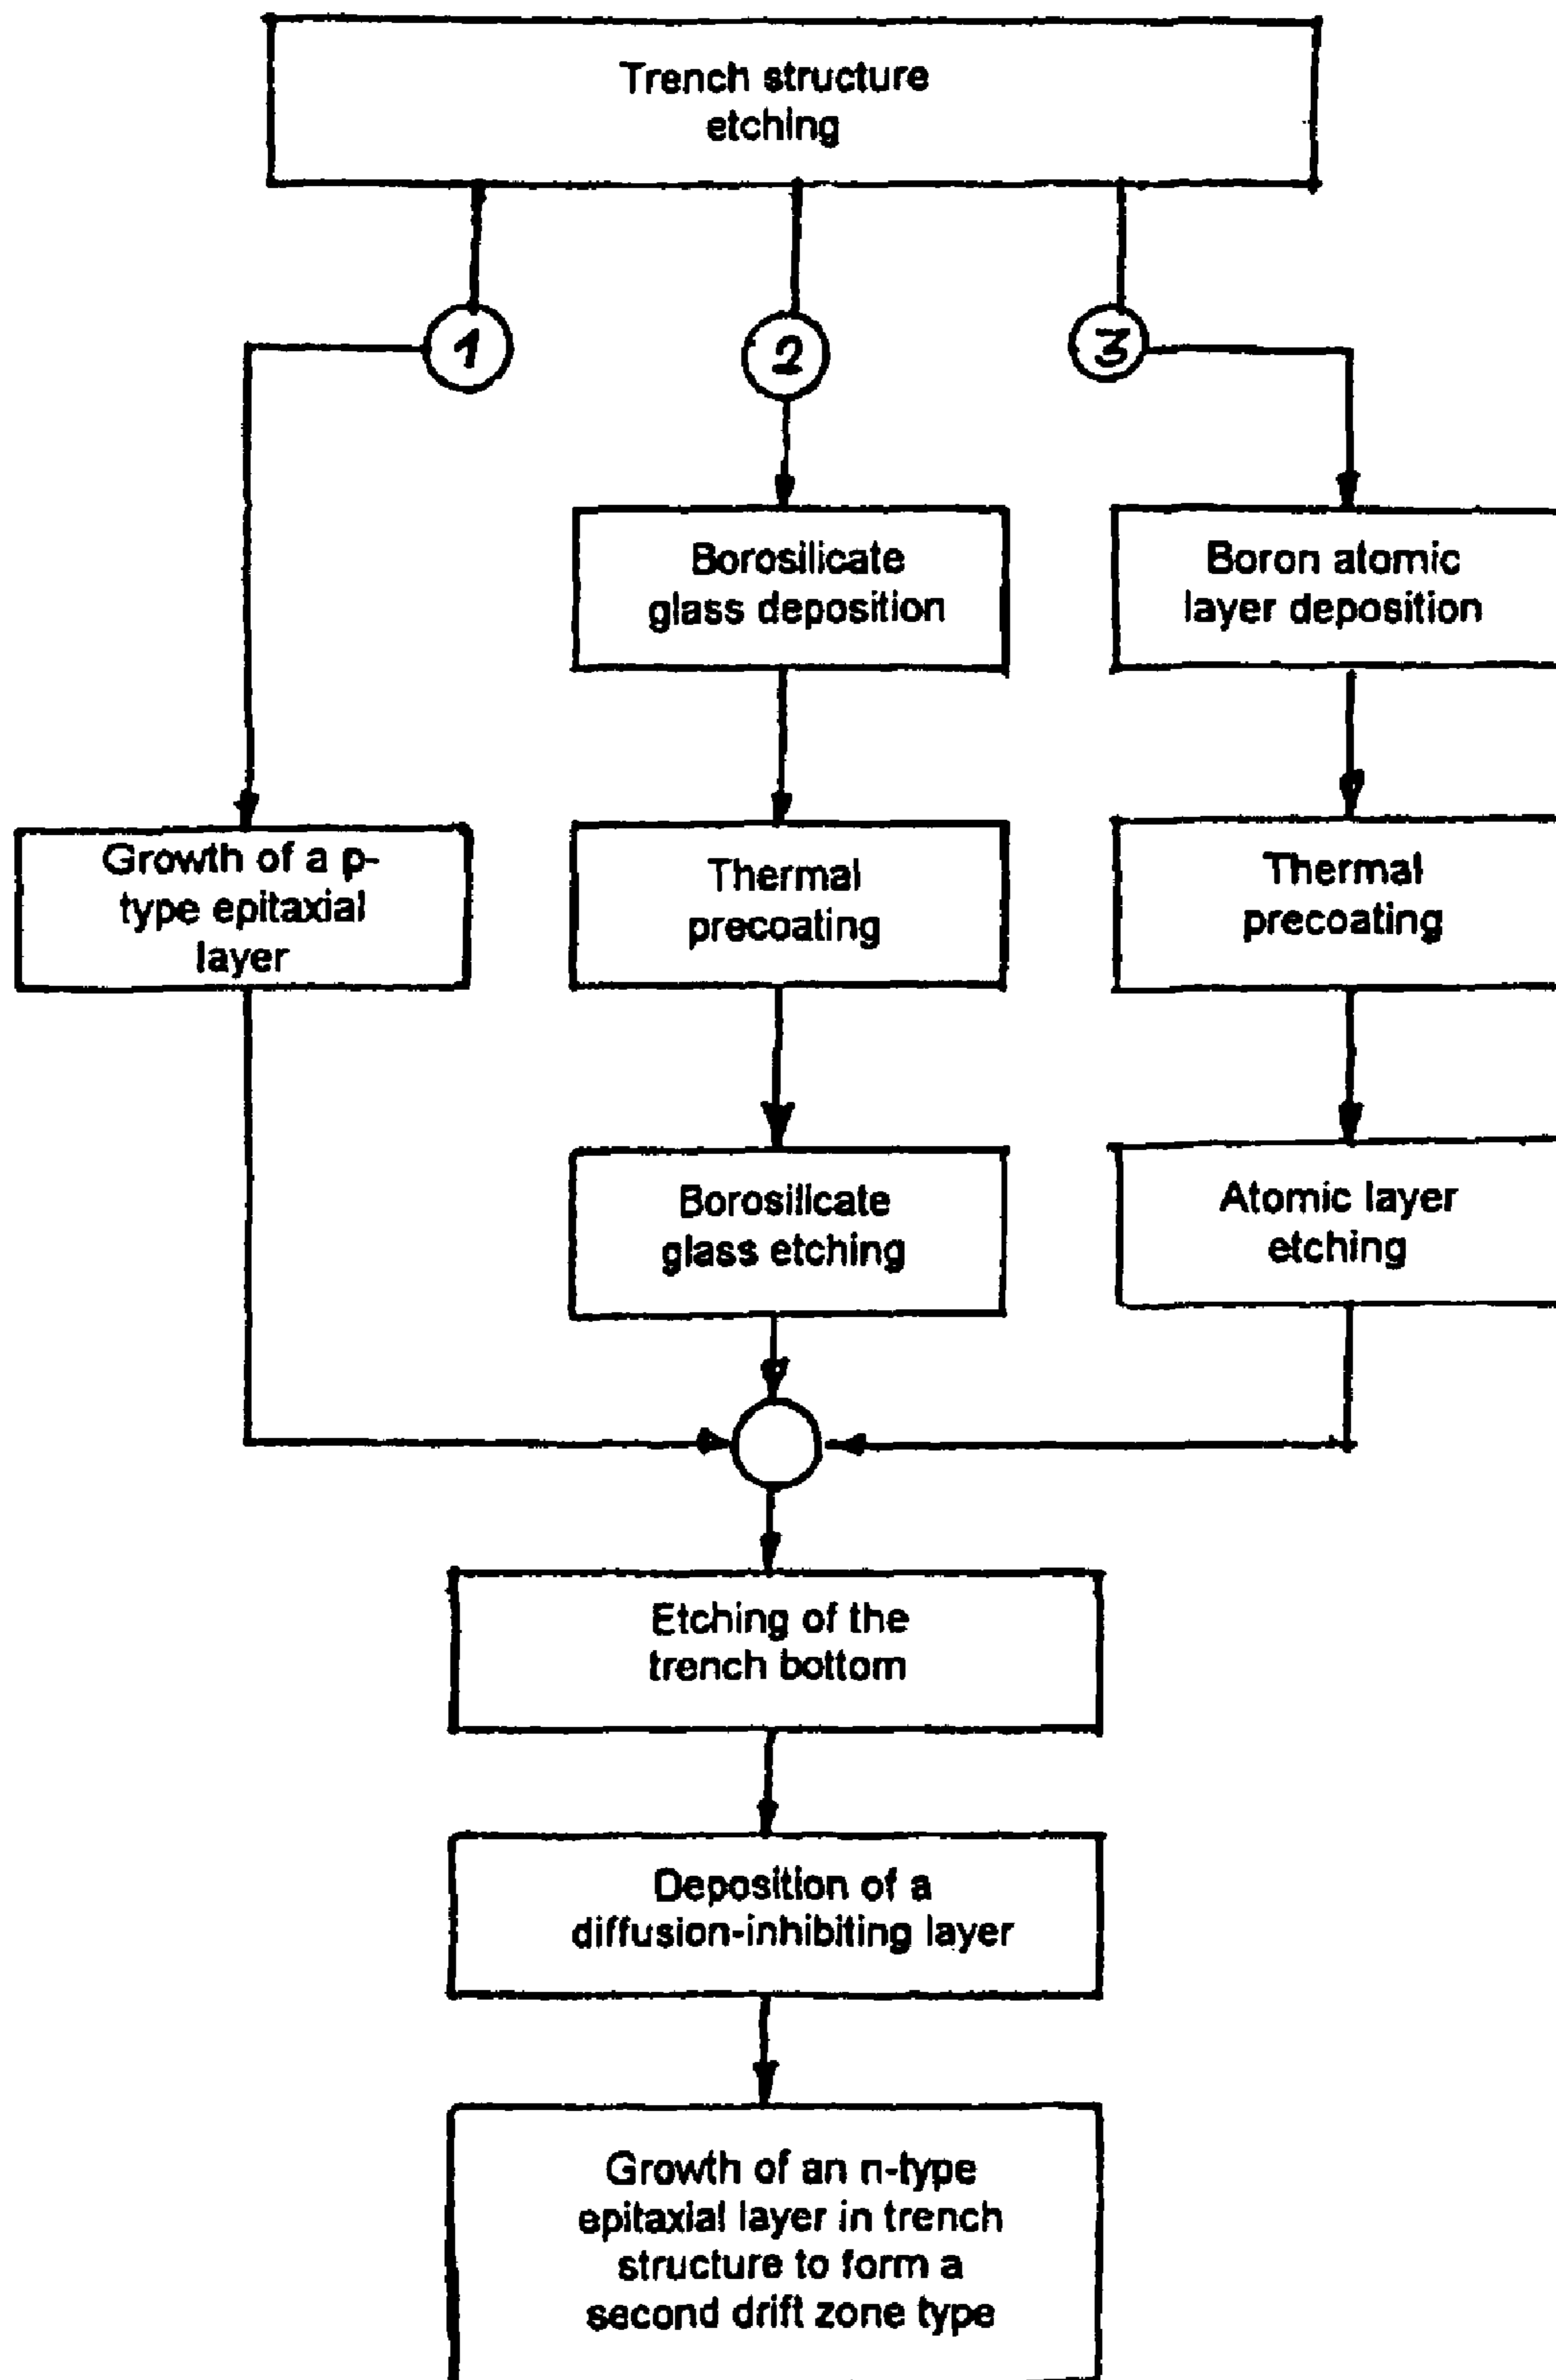 Trench structure
etching
1
2
3
Borosilicate
glass deposition
Boron atomic
layer deposition
Growth of a p-
type epitaxial
layer
Thermal
precoating
Thermal
precoating
Borosilicate
glass etching
Atomic layer
etching
Etching of the
trench bottom
Deposition of a
diffusion-inhibiting layer
Growth of an n-type
epitaxial layer in trench
structure to form a
second drift zone type